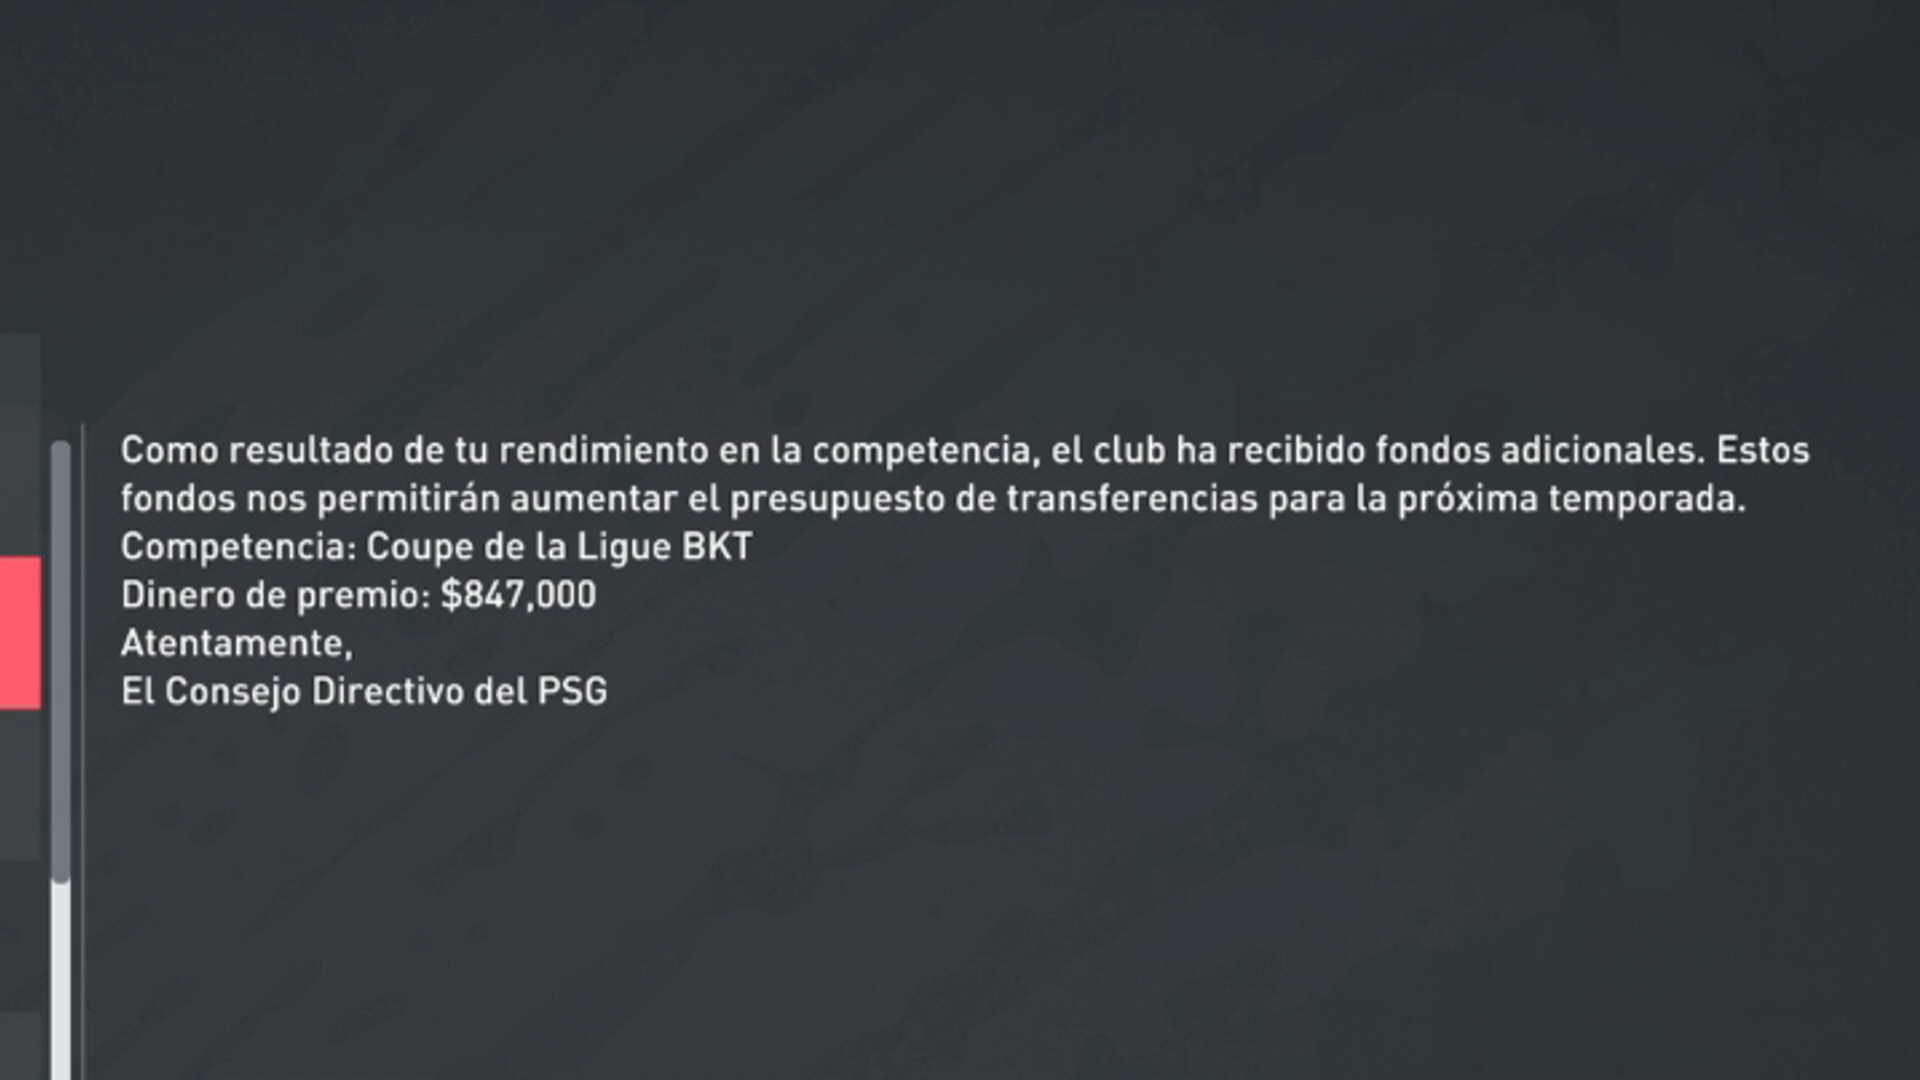 Como resultado de tu rendimiento en la competencia, el club ha recibido fondos adicionales. Estos
fondos nos permitirán aumentar el presupuesto de transferencias para la próxima temporada.
Competencia: Coupe de la Ligue BKT
Dinero de premio: $847,000
Atentamente,
El Consejo Directivo del PSG